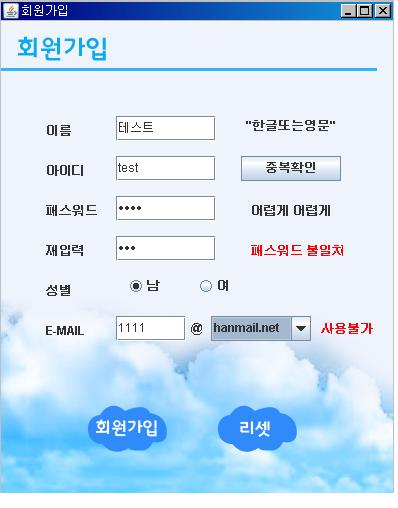 회원가입
회원가입
이름 테스트 "한글또는영문"
아이디 test 중복확인
패스워드 •••• 어렵게 어렵게
재입력 ••• 패스워드 불일치
성별 남 여
E-MAIL 1111 @ hanmail.net 사용불가
회원가입 리셋